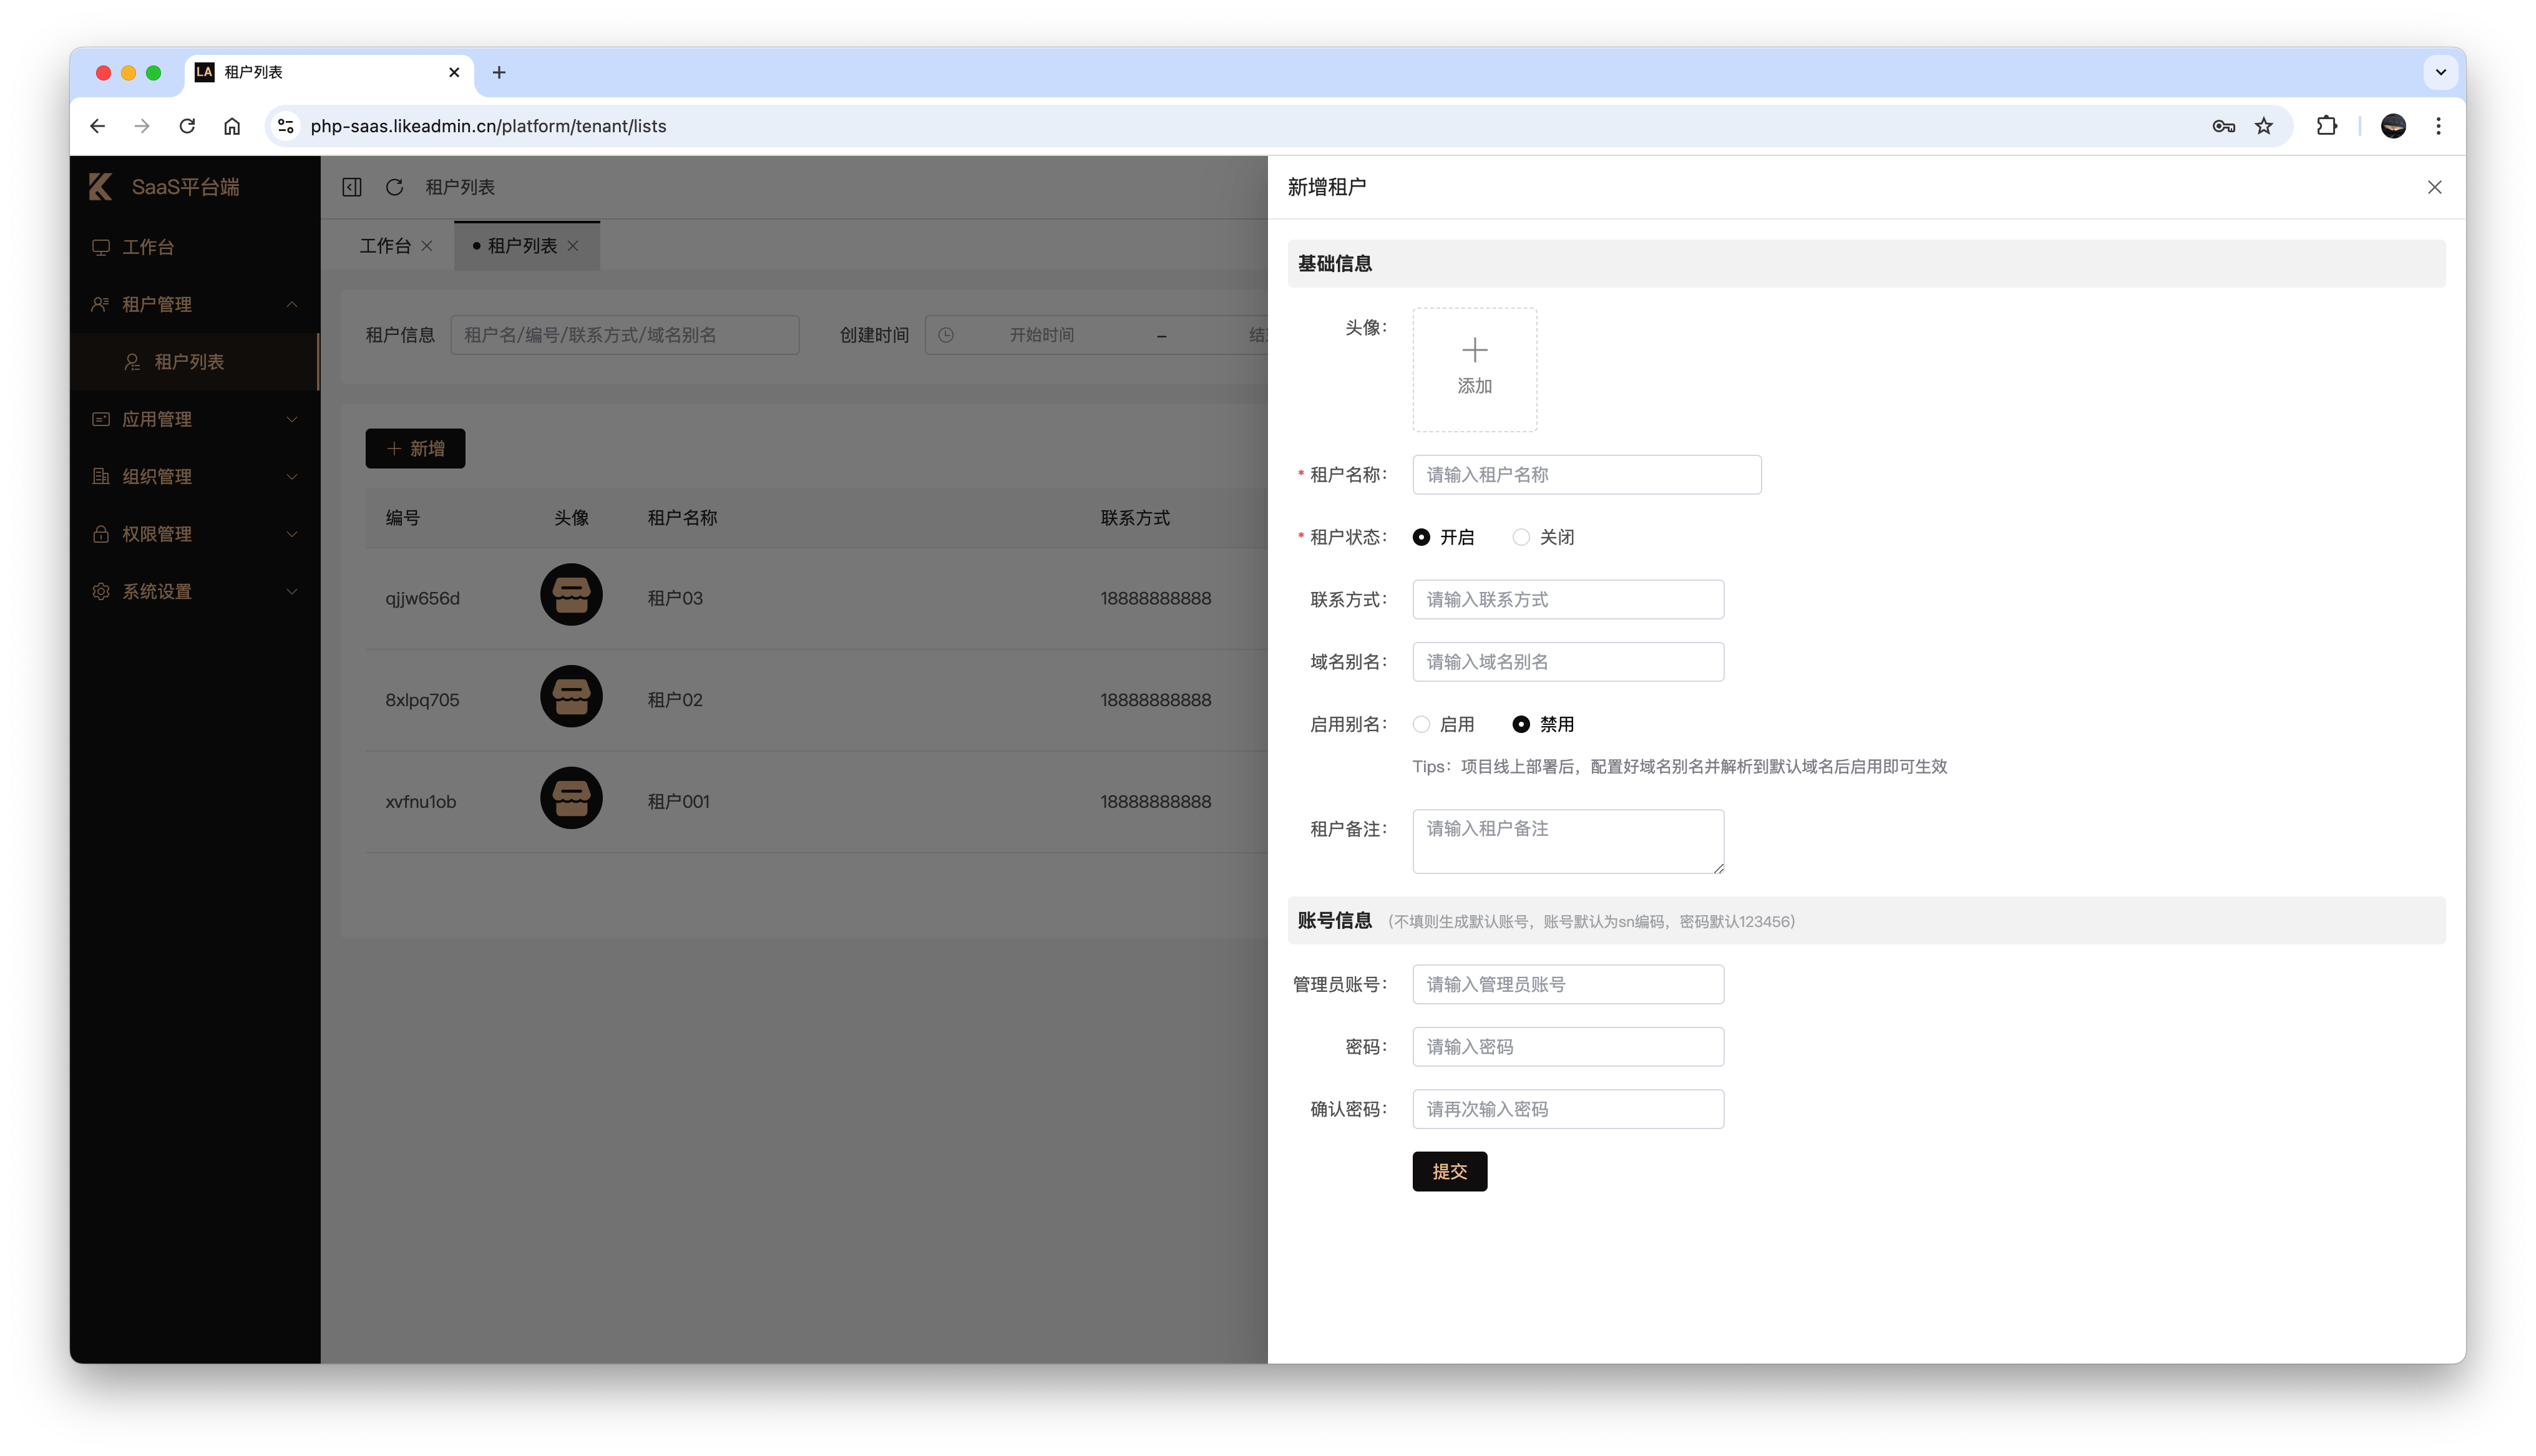 LA 租户列表
php-saas.likeadmin.cn/platform/tenant/lists
SaaS平台端
工作台
租户管理
租户列表
应用管理
组织管理
权限管理
系统设置
租户列表
工作台
租户列表
租户信息 租户名/编号/联系方式/域名别名 创建时间 开始时间 –
新增
编号 头像 租户名称 联系方式
qjjw656d 租户03 18888888888
8xlpq705 租户02 18888888888
xvfnu1ob 租户001 18888888888
新增租户
基础信息
头像:
添加
* 租户名称: 请输入租户名称
* 租户状态: 开启 关闭
联系方式: 请输入联系方式
域名别名: 请输入域名别名
启用别名: 启用 禁用
Tips：项目线上部署后，配置好域名别名并解析到默认域名后启用即可生效
租户备注: 请输入租户备注
账号信息 （不填则生成默认账号，账号默认为sn编码，密码默认123456）
管理员账号: 请输入管理员账号
密码: 请输入密码
确认密码: 请再次输入密码
提交